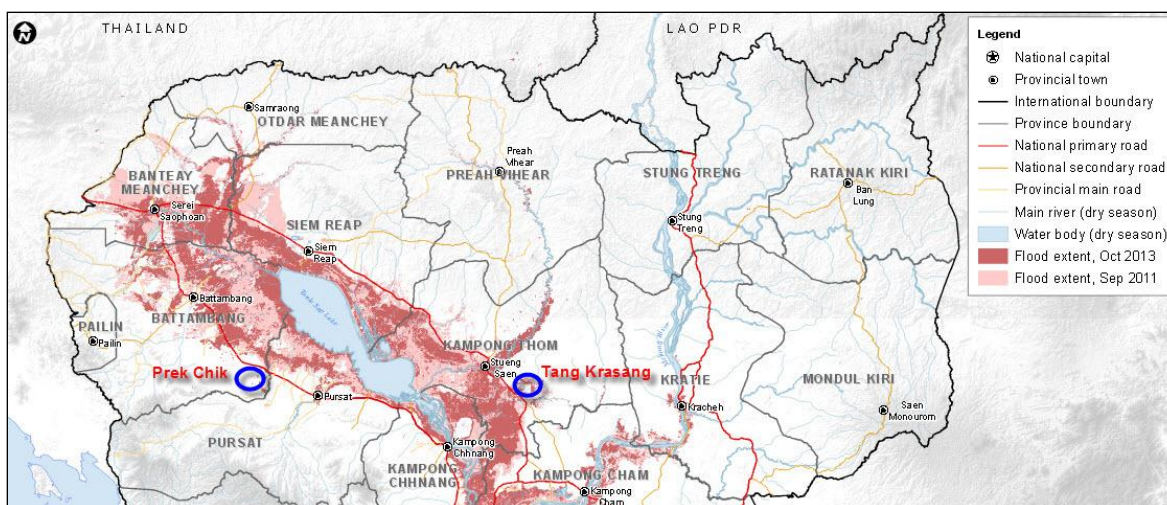 N
THAILAND
LAO PDR
Samraong
OTDAR MEANCHEY
BANTEAY
MEANCHEY
Serei
Saophoan
Preah
Vihear
PREAH VIHEAR
STUNG TRENG
RATANAK KIRI
Ban
Lung
SIEM REAP
Siem
Reap
Stung
Treng
Battambang
BATTAMBANG
PAILIN
Pailin
KAMPONG THOM
Stueng
Saen
Prek Chik
Tang Krasang
Pursat
PURSAT
KRATIE
Kracheh
MONDUL KIRI
Saen
Monourom
Kampong
Chhnang
KAMPONG
CHHNANG
KAMPONG CHAM
Kampong
Cham
Legend
National capital
Provincial town
International boundary
Province boundary
National primary road
National secondary road
Provincial main road
Main river (dry season)
Water body (dry season)
Flood extent, Oct 2013
Flood extent, Sep 2011